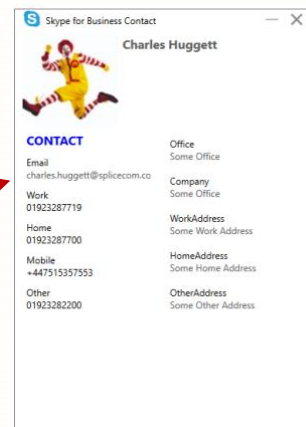 Skype for Business Contact
Charles Huggett
CONTACT
Email
charles.huggett@splicecom.co
Work
01923287719
Home
01923287700
Mobile
+447515357553
Other
01923282200
Office
Some Office
Company
Some Office
WorkAddress
Some Work Address
HomeAddress
Some Home Address
OtherAddress
Some Other Address